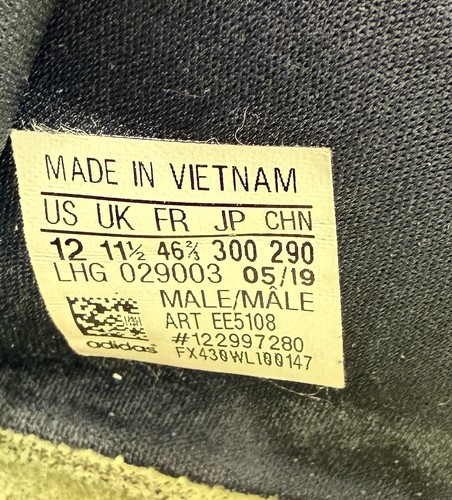 MADE IN VIETNAM
US UK FR JP CHN
12 11½ 46⅔ 300 290
LHG 029003 05/19
MALE/MÂLE
ART EE5108
#122997280
adidas FX430WL100147